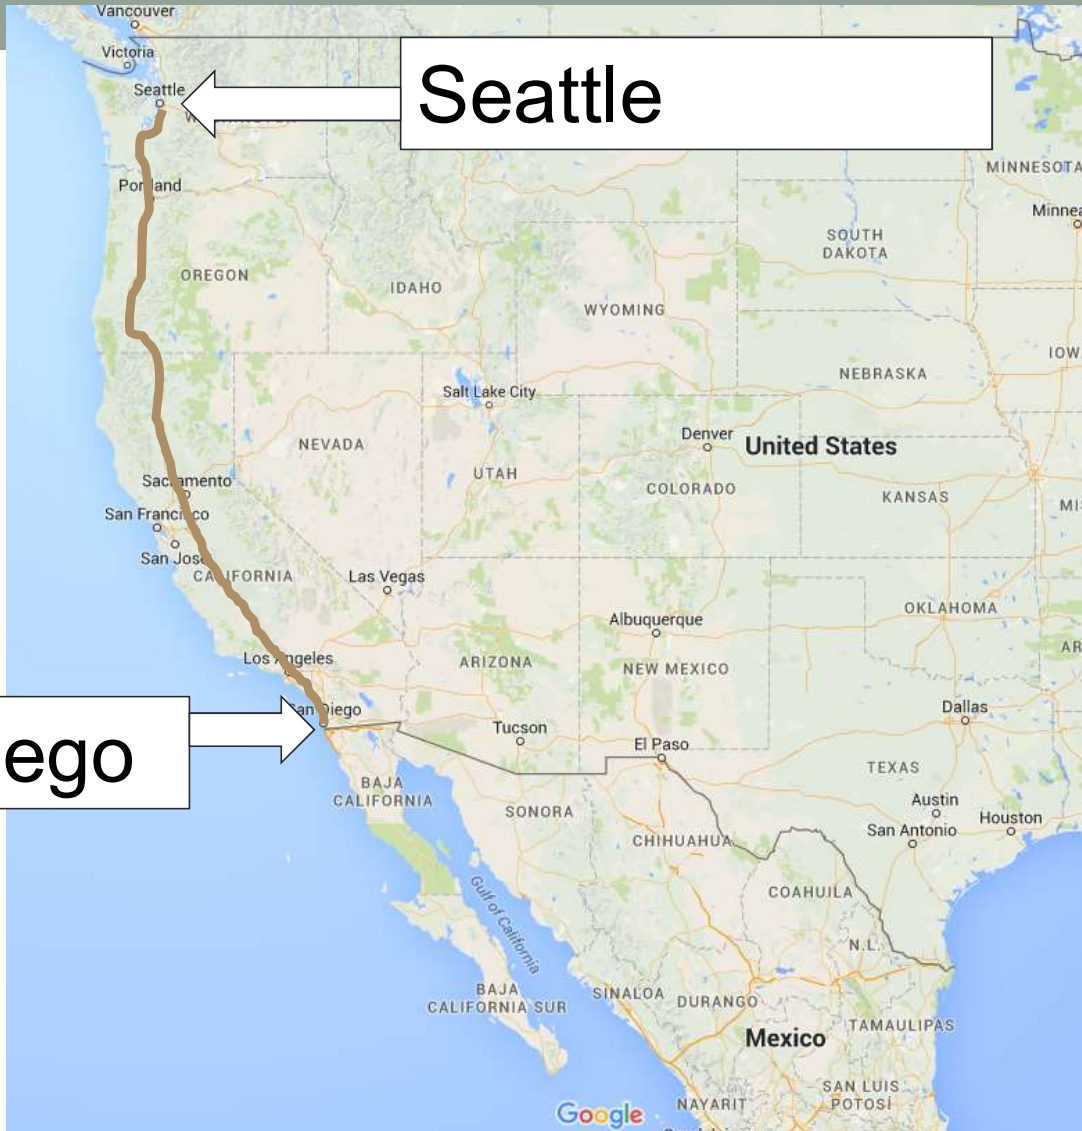 Vancouver
Victoria
Seattle
Seattle
MINNESOTA
Portland
Minnea
SOUTH
DAKOTA
OREGON
IDAHO
WYOMING
IOW
NEBRASKA
Salt Lake City
NEVADA
Denver
United States
UTAH
COLORADO
KANSAS
Sacramento
MI
San Francisco
San Jose
CALIFORNIA
Las Vegas
OKLAHOMA
Albuquerque
AR
Los Angeles
ARIZONA
NEW MEXICO
San Diego
Dallas
ego
Tucson
El Paso
TEXAS
BAJA
CALIFORNIA
SONORA
Austin
Houston
San Antonio
CHIHUAHUA
COAHUILA
Gulf of California
N.L.
BAJA
CALIFORNIA SUR
SINALOA
DURANGO
TAMAULIPAS
Mexico
SAN LUIS
POTOSÍ
Google
NAYARIT